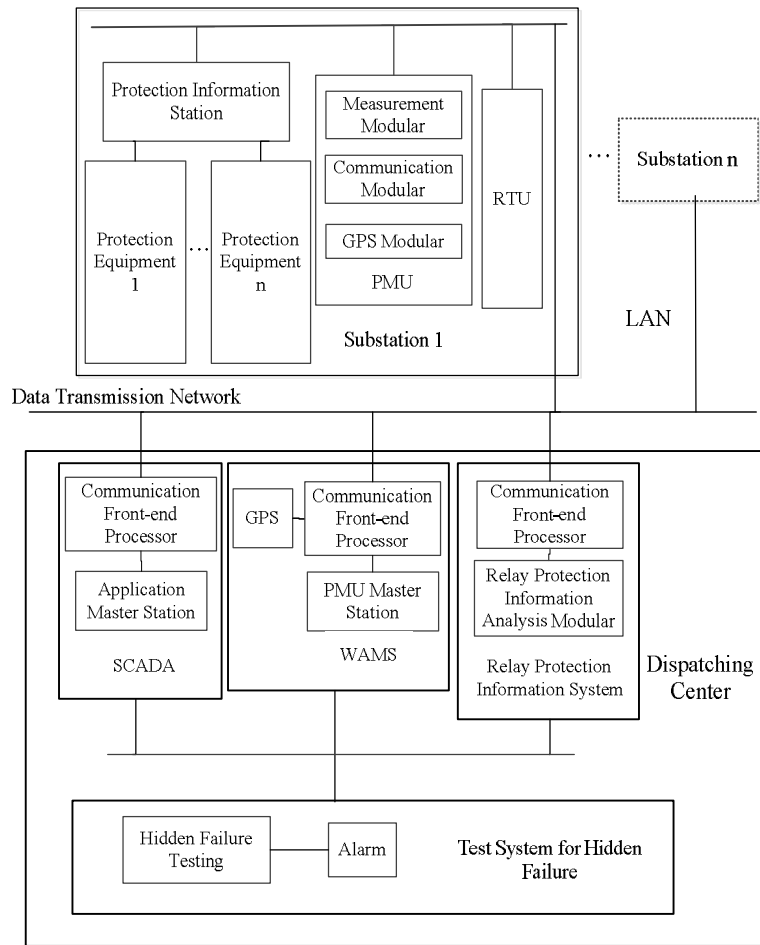 Protection Information
Station
Measurement
Modular
Communication
Modular
GPS Modular
PMU
RTU
Protection
Equipment
1
...
Protection
Equipment
n
Substation 1
...
Substation n
LAN
Data Transmission Network
Communication
Front-end
Processor
Application
Master Station
SCADA
GPS
Communication
Front-end
Processor
PMU Master
Station
WAMS
Communication
Front-end
Processor
Relay Protection
Information
Analysis Modular
Relay Protection
Information System
Dispatching
Center
Hidden Failure
Testing
Alarm
Test System for Hidden
Failure